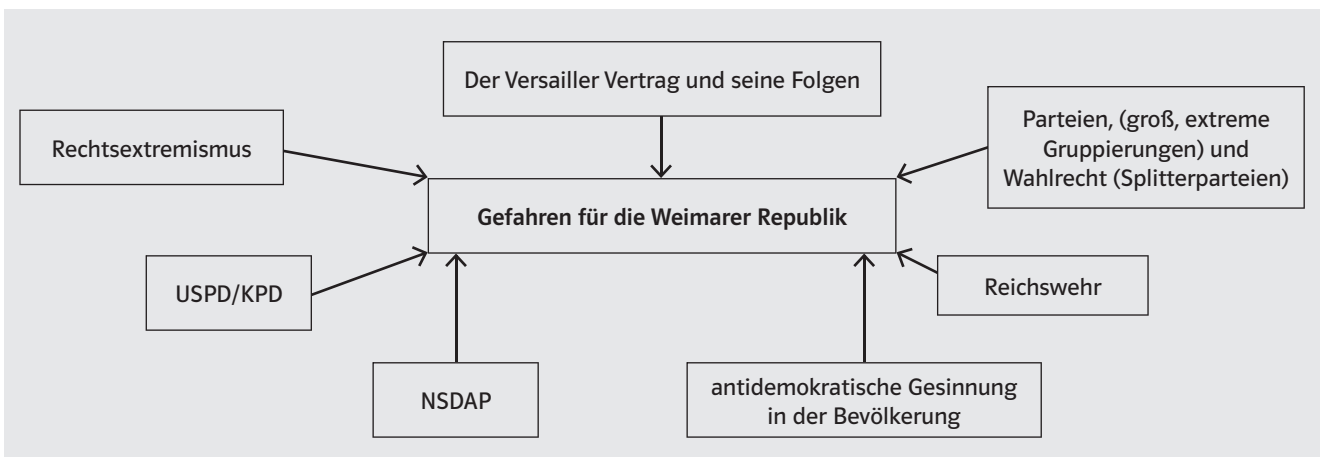 Der Versailler Vertrag und seine Folgen
Rechtsextremismus
Parteien, (groß, extreme
Gruppierungen) und
Wahlrecht (Splitterparteien)
Gefahren für die Weimarer Republik
USPD/KPD
Reichswehr
NSDAP
antidemokratische Gesinnung
in der Bevölkerung